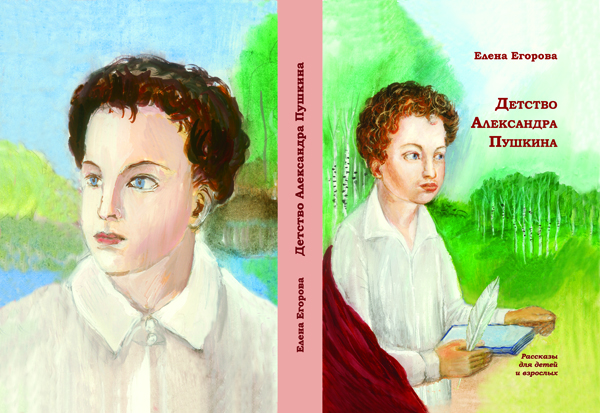 Елена Егорова
Детство Александра Пушкина
Елена Егорова
Детство
Александра
Пушкина
Рассказы
для детей
и взрослых